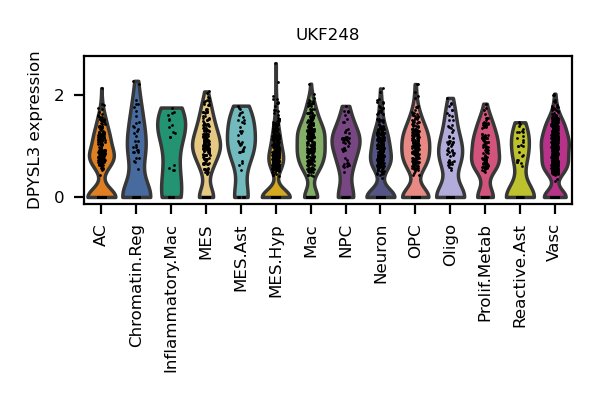 UKF248
DPYSL3 expression
2
0
AC
Chromatin.Reg
Inflammatory.Mac
MES
MES.Ast
MES.Hyp
Mac
NPC
Neuron
OPC
Oligo
Prolif.Metab
Reactive.Ast
Vasc